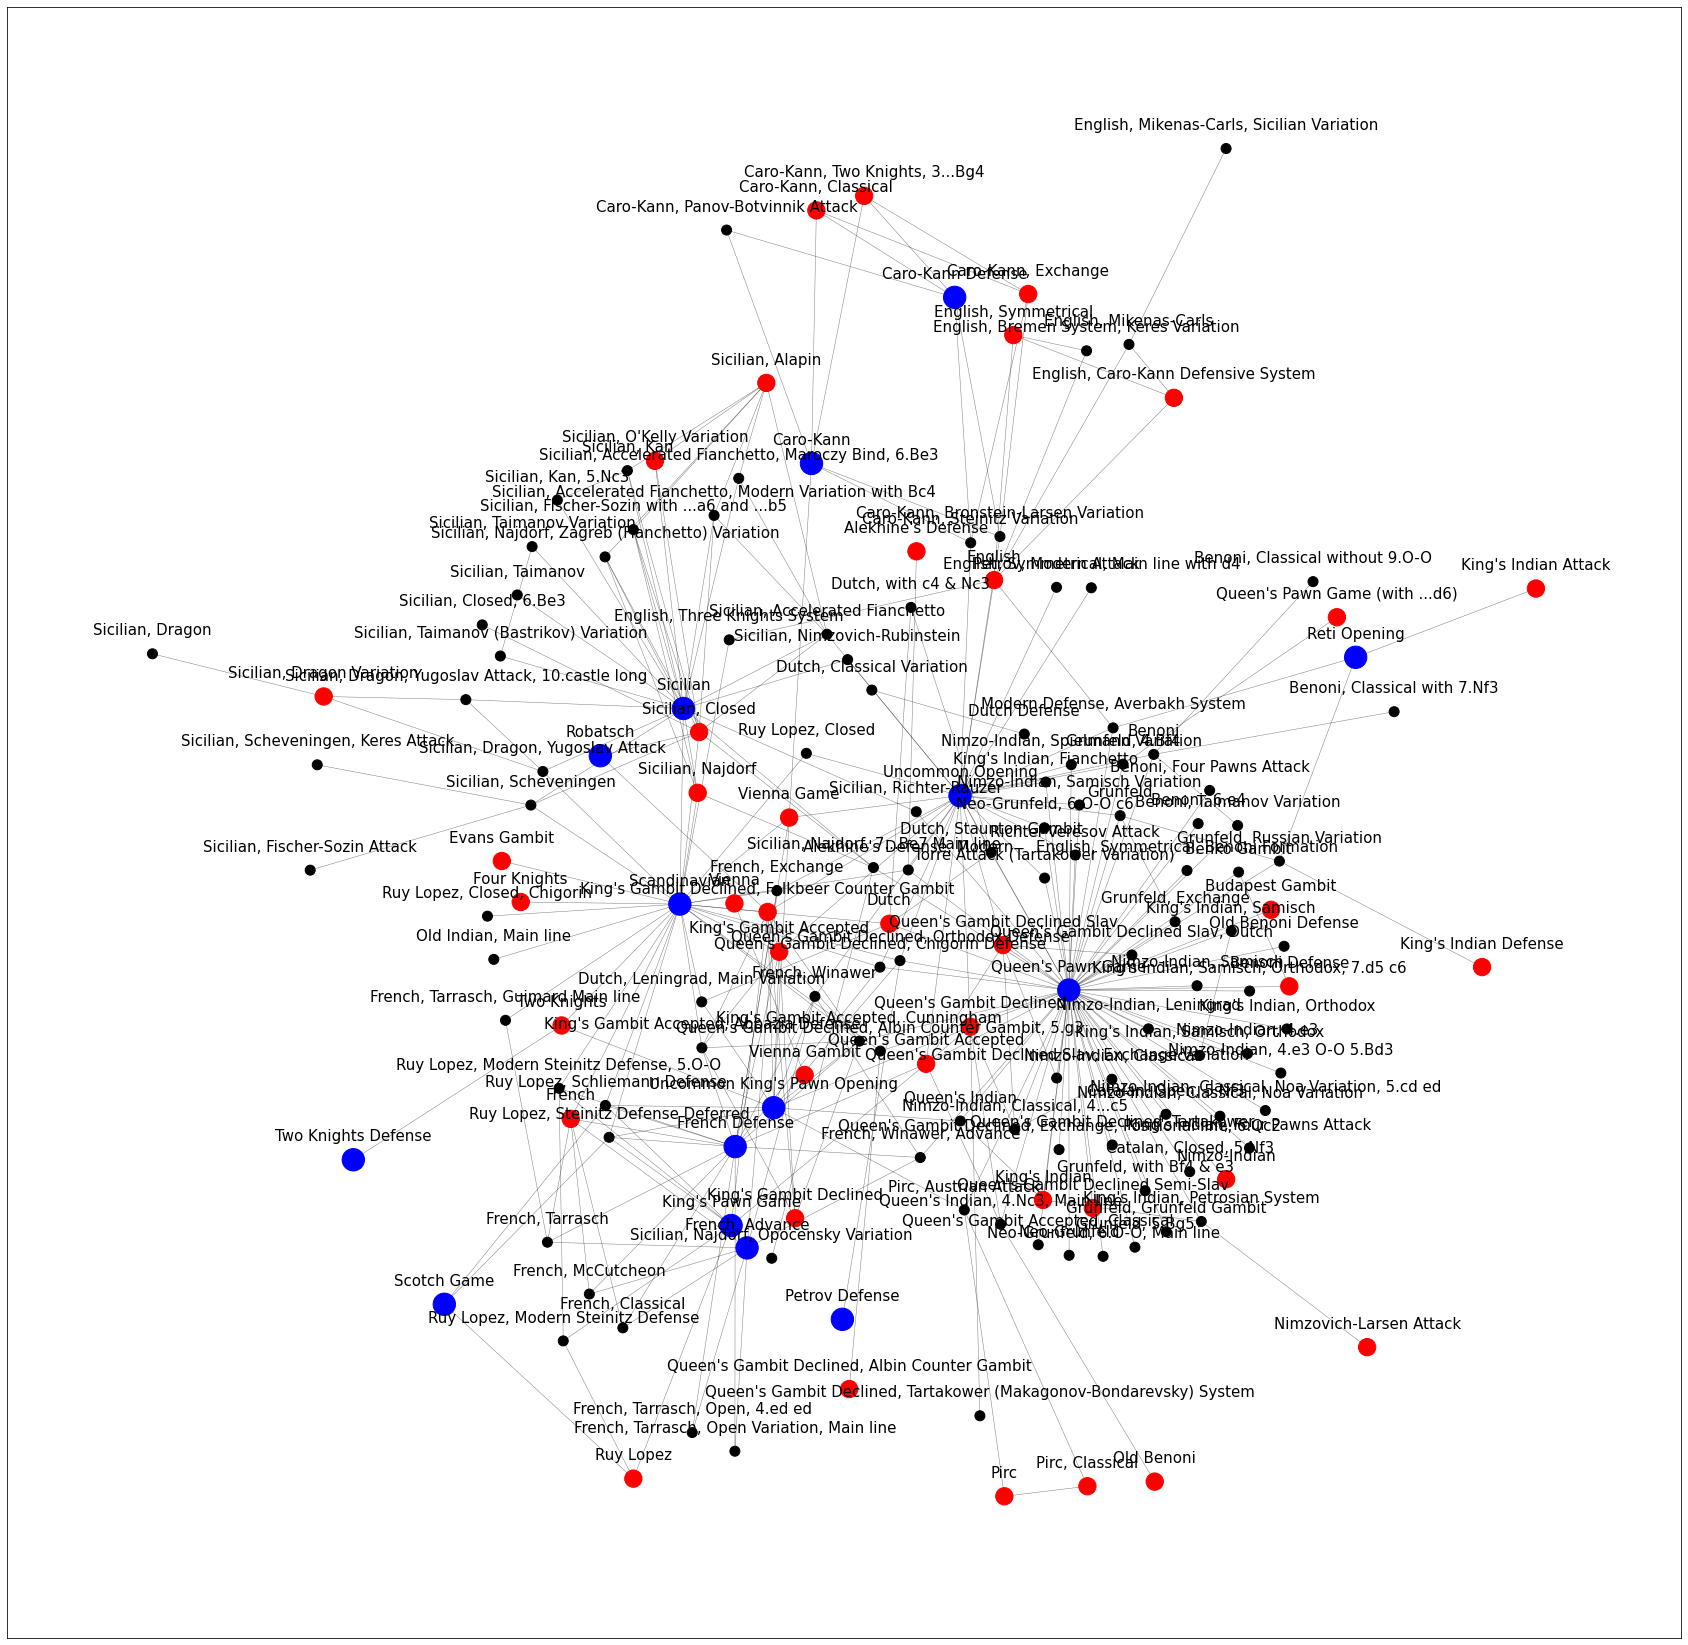 English, Mikenas-Carls, Sicilian Variation
Caro-Kann, Two Knights, 3...Bg4
Caro-Kann, Classical
Caro-Kann, Panov-Botvinnik Attack
Caro-Kann, Exchange
Caro-Kann Defense
English, Symmetrical
English, Mikenas-Carls
English, Bremen System, Keres Variation
Sicilian, Alapin
English, Caro-Kann Defensive System
Sicilian, O'Kelly Variation
Caro-Kann
Sicilian, Kan
Sicilian, Accelerated Fianchetto, Maroczy Bind, 6.Be3
Sicilian, Kan, 5.Nc3
Sicilian, Accelerated Fianchetto, Modern Variation with Bc4
Sicilian, Fischer-Sozin with ...a6 and ...b5
Caro-Kann, Bronstein-Larsen Variation
Caro-Kann, Steinitz Variation
Sicilian, Taimanov Variation
Alekhine's Defense
Sicilian, Najdorf, Zagreb (Fianchetto) Variation
English
Benoni, Classical without 9.O-O
English, Symmetrical, Main line with d4
Petrov, Modern Attack
King's Indian Attack
Sicilian, Taimanov
Dutch, with c4 & Nc3
Queen's Pawn Game (with ...d6)
Sicilian, Closed, 6.Be3
Sicilian, Accelerated Fianchetto
English, Three Knights System
Sicilian, Dragon
Sicilian, Taimanov (Bastrikov) Variation
Sicilian, Nimzovich-Rubinstein
Reti Opening
Sicilian, Dragon Variation
Sicilian, Dragon, Yugoslav Attack, 10.castle long
Dutch, Classical Variation
Sicilian
Benoni, Classical with 7.Nf3
Sicilian, Closed
Modern Defense, Averbakh System
Dutch Defense
Robatsch
Ruy Lopez, Closed
Benoni
Sicilian, Scheveningen, Keres Attack
Sicilian, Dragon, Yugoslav Attack
Nimzo-Indian, Spielmann Variation
Grunfeld, 4.Bf4
King's Indian, Fianchetto
Sicilian, Najdorf
Uncommon Opening
Benoni, Four Pawns Attack
Sicilian, Scheveningen
Nimzo-Indian, Samisch Variation
Vienna Game
Sicilian, Richter-Rauzer
Grunfeld
Neo-Grunfeld, 6.O-O c6
Benoni, 6.e4
Benoni, Taimanov Variation
Evans Gambit
Dutch, Staunton Gambit
Richter-Veresov Attack
Grunfeld, Russian Variation
Sicilian, Fischer-Sozin Attack
Sicilian, Najdorf, 7...Be7 Main line
Alekhine's Defense, Modern
English, Symmetrical, Benoni Formation
Benko Gambit
Torre Attack (Tartakower Variation)
French, Exchange
Four Knights
Scandinavian
Vienna
Budapest Gambit
Ruy Lopez, Closed, Chigorin
King's Gambit Declined, Falkbeer Counter Gambit
Dutch
Grunfeld, Exchange
King's Indian, Samisch
Old Indian, Main line
King's Gambit Accepted
Queen's Gambit Declined Slav
Old Benoni Defense
Queen's Gambit Declined, Orthodox Defense
Queen's Gambit Declined Slav, Dutch
Queen's Gambit Declined, Chigorin Defense
King's Indian Defense
Dutch, Leningrad, Main Variation
French, Winawer
Queen's Pawn Game
Nimzo-Indian, Samisch
Benoni Defense
King's Indian, Samisch, Orthodox, 7.d5 c6
French, Tarrasch, Guimard Main line
Two Knights
Queen's Gambit Declined
Nimzo-Indian, Leningrad
King's Indian, Orthodox
King's Gambit Accepted, Cunningham
King's Gambit Accepted, Abbazia Defense
Queen's Gambit Declined, Albin Counter Gambit, 5.g3
King's Indian, Samisch, Orthodox
Nimzo-Indian, 4.e3
Queen's Gambit Accepted
Vienna Gambit
Queen's Gambit Declined Slav, Exchange Variation
Nimzo-Indian, Classical
Nimzo-Indian, 4.e3 O-O 5.Bd3
Ruy Lopez, Modern Steinitz Defense, 5.O-O
Ruy Lopez, Schliemann Defense
Uncommon King's Pawn Opening
French
Queen's Indian
Nimzo-Indian, Classical, Noa Variation, 5.cd ed
Nimzo-Indian, Classical, Noa Variation
Nimzo-Indian, Classical, 4...c5
Ruy Lopez, Steinitz Defense Deferred
French Defense
Queen's Gambit Declined, Tartakower
King's Indian, Four Pawns Attack
Two Knights Defense
French, Winawer, Advance
Catalan, Closed, 5.Nf3
Nimzo-Indian
Grunfeld, with Bf4 & e3
King's Indian
Queen's Gambit Declined Semi-Slav
Pirc, Austrian Attack
King's Gambit Declined
King's Pawn Game
Queen's Indian, 4.Nc3, Main line
King's Indian, Petrosian System
Grunfeld, Grunfeld Gambit
French, Tarrasch
French, Advance
Queen's Gambit Accepted, Classical
Grunfeld, 5.Bg5
Sicilian, Najdorf, Opocensky Variation
Neo-Grunfeld
Neo-Grunfeld, 6.O-O, Main line
French, McCutcheon
Scotch Game
Petrov Defense
French, Classical
Ruy Lopez, Modern Steinitz Defense
Nimzovich-Larsen Attack
Queen's Gambit Declined, Albin Counter Gambit
Queen's Gambit Declined, Tartakower (Makagonov-Bondarevsky) System
French, Tarrasch, Open, 4.ed ed
French, Tarrasch, Open Variation, Main line
Ruy Lopez
Pirc
Pirc, Classical
Old Benoni